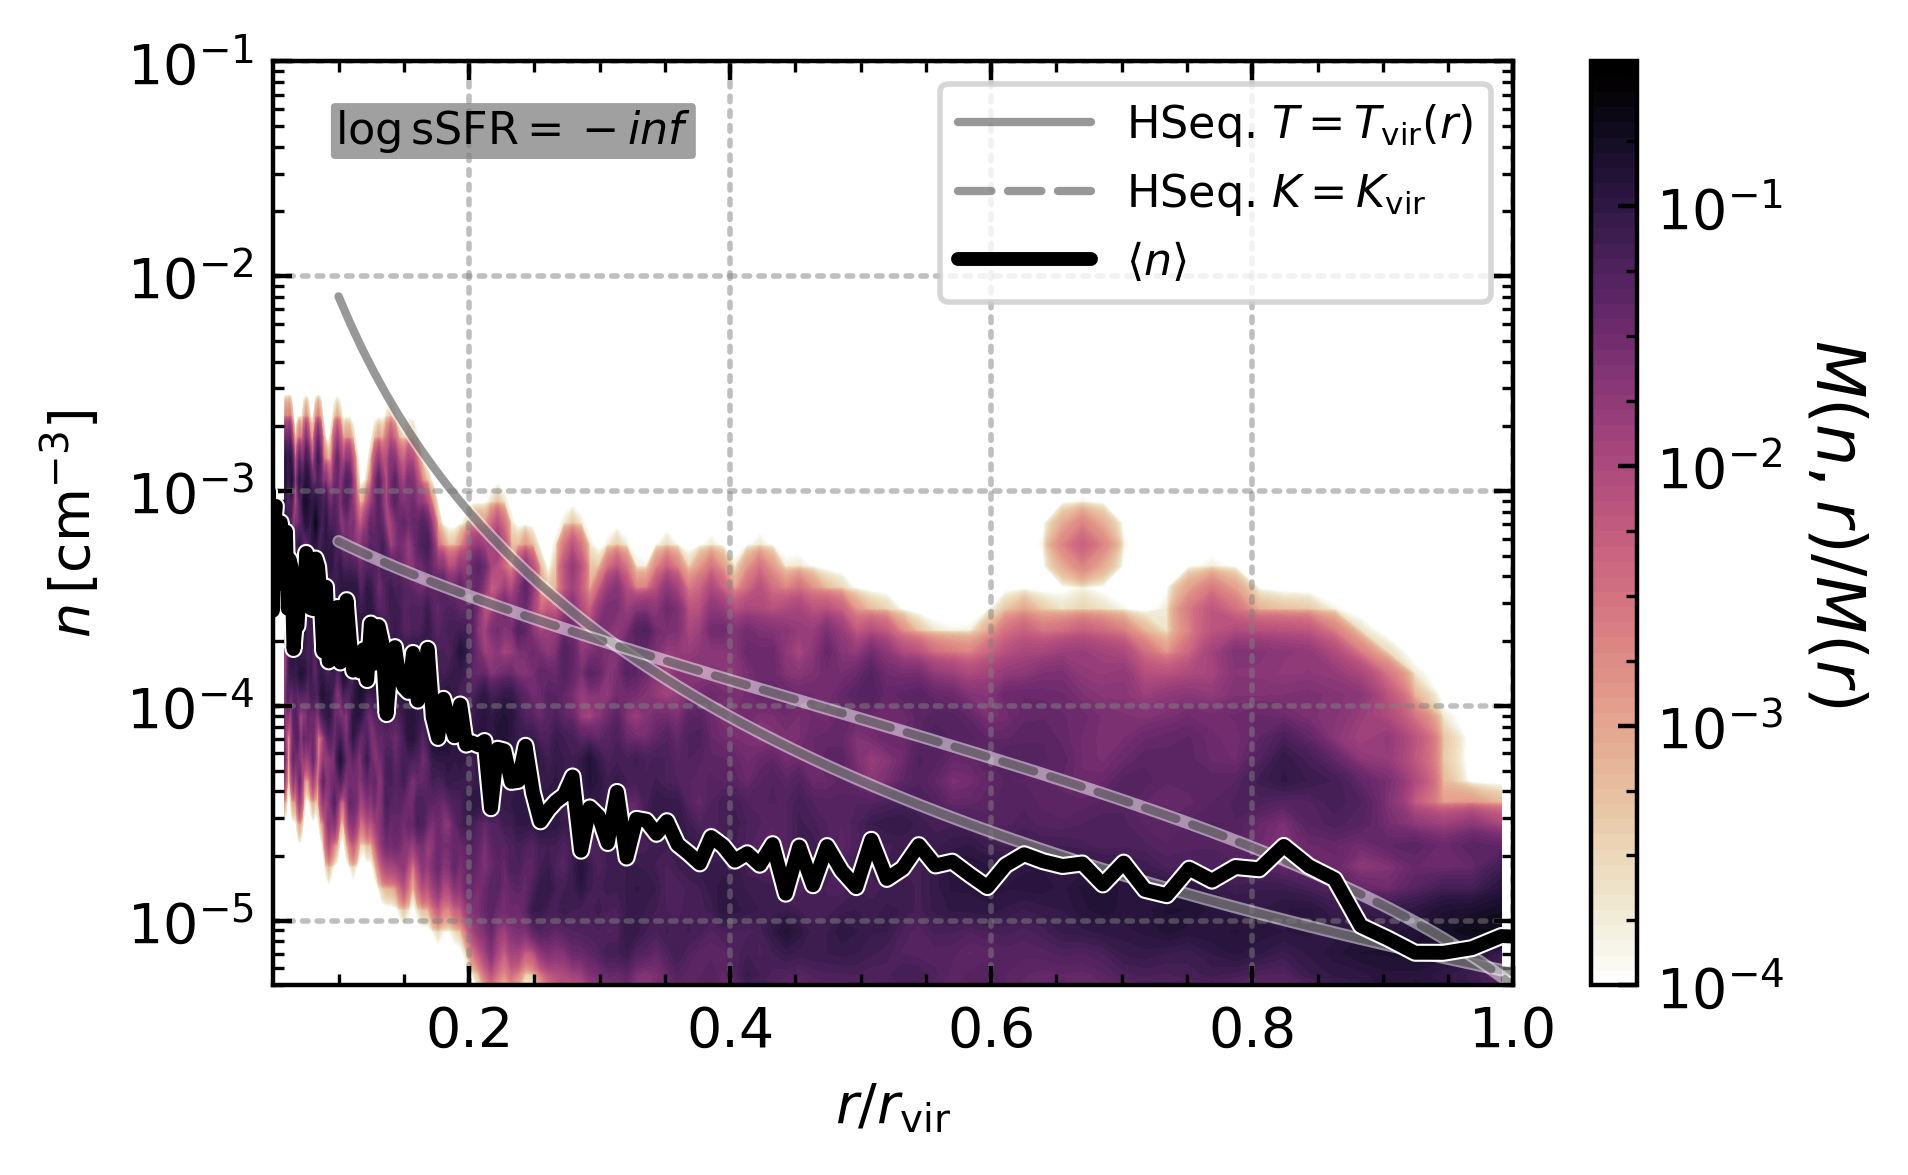 log sSFR = −inf
HSeq. T = T_vir(r)
HSeq. K = K_vir
⟨n⟩
n [cm⁻³]
10⁻¹
10⁻²
10⁻³
10⁻⁴
10⁻⁵
0.2 0.4 0.6 0.8 1.0
r/r_vir
10⁻¹
10⁻²
10⁻³
10⁻⁴
M(n, r)/M(r)